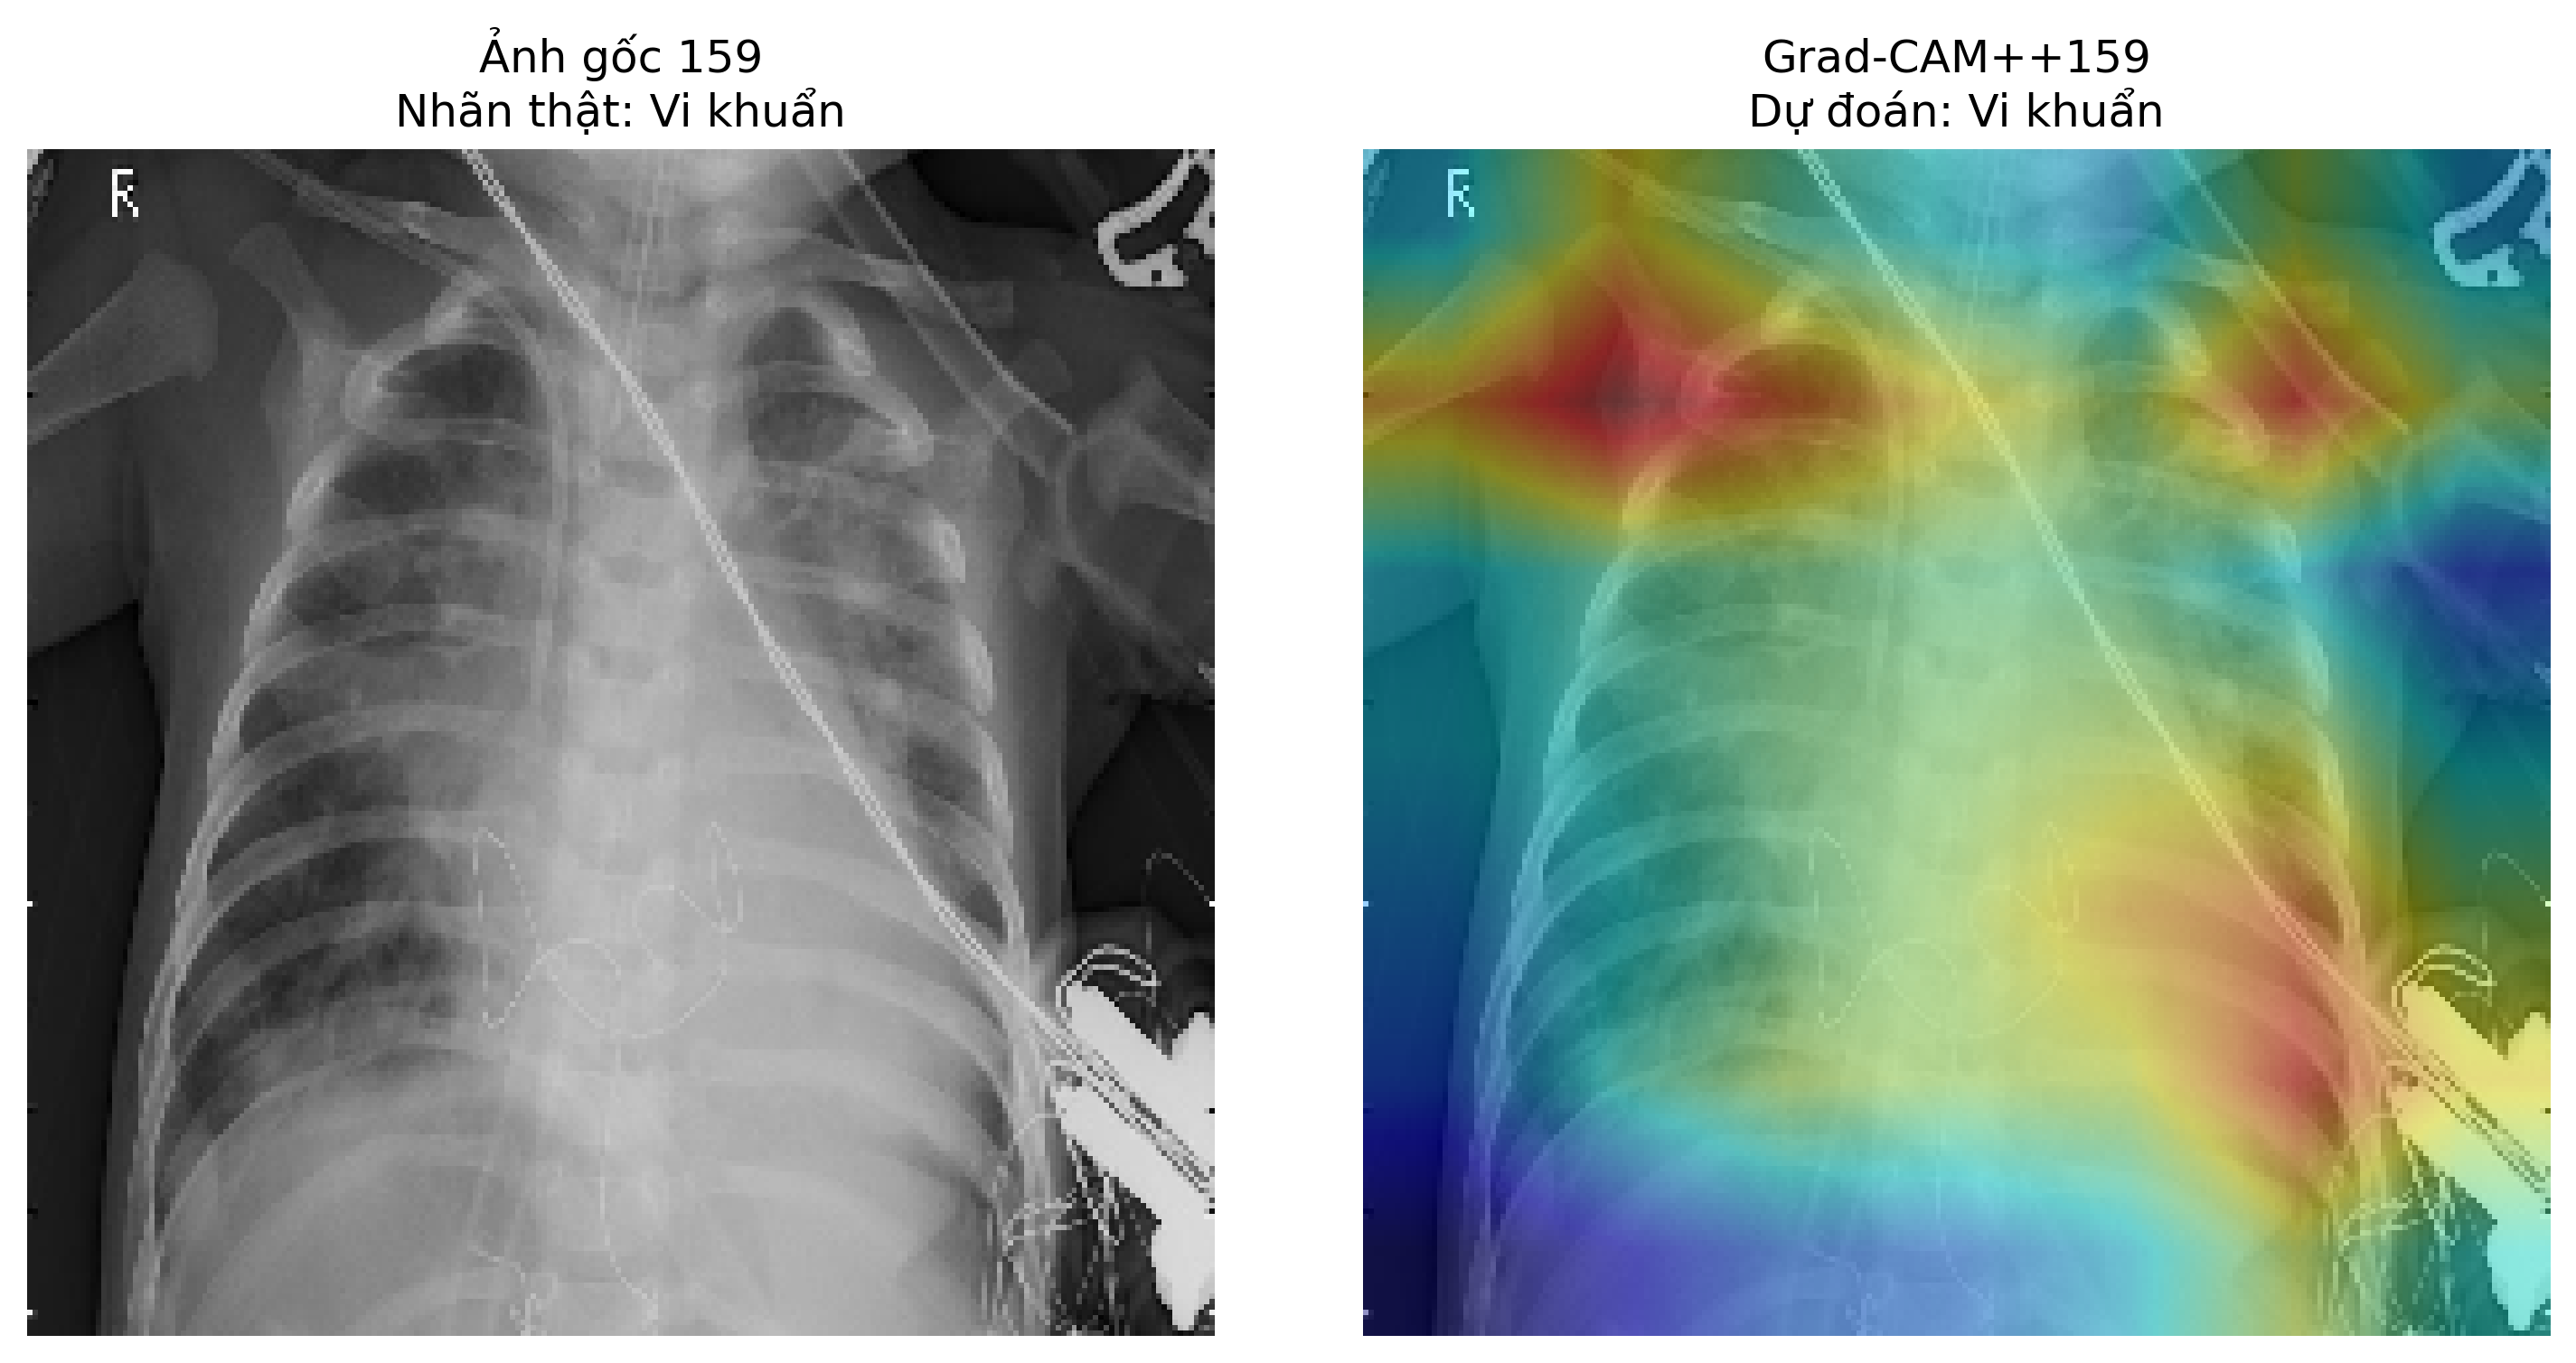 Ảnh gốc 159
Nhãn thật: Vi khuẩn
Grad-CAM++159
Dự đoán: Vi khuẩn
R
R